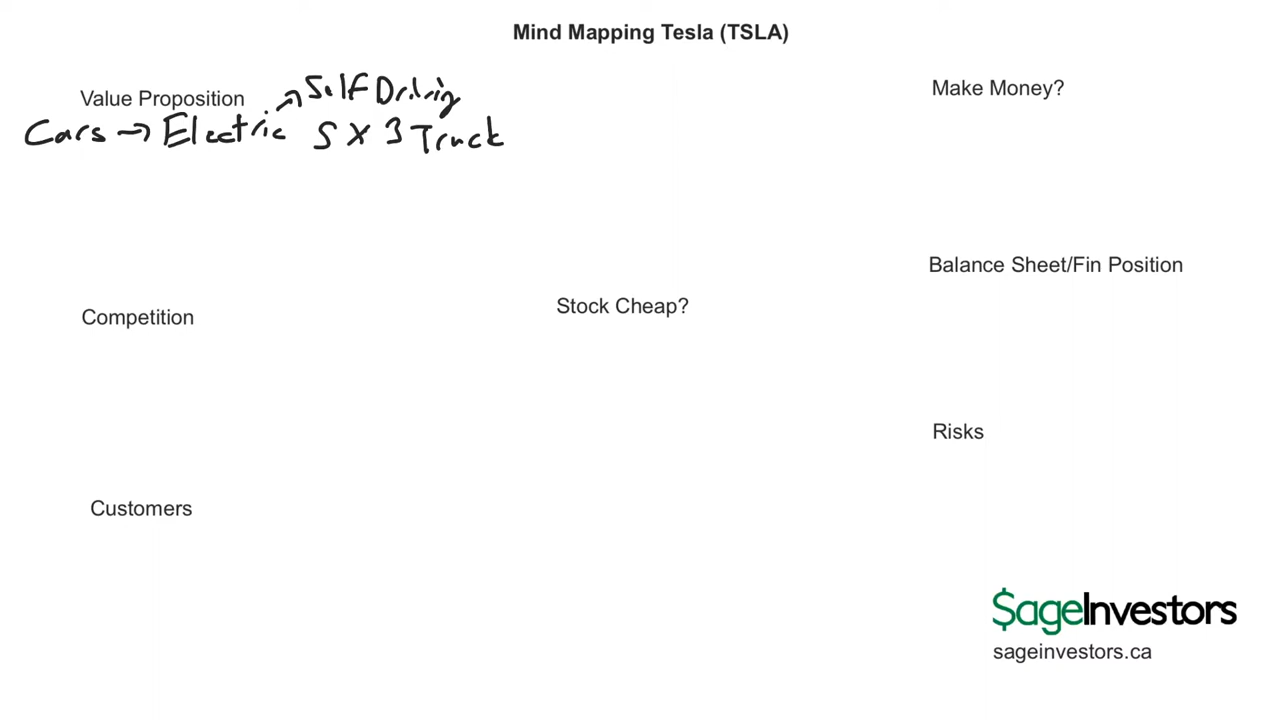 Mind Mapping Tesla (TSLA)
Value Proposition
Self Driving
Cars → Electric S X 3 Truck
Make Money?
Balance Sheet/Fin Position
Stock Cheap?
Competition
Risks
Customers
$ageInvestors
sageinvestors.ca